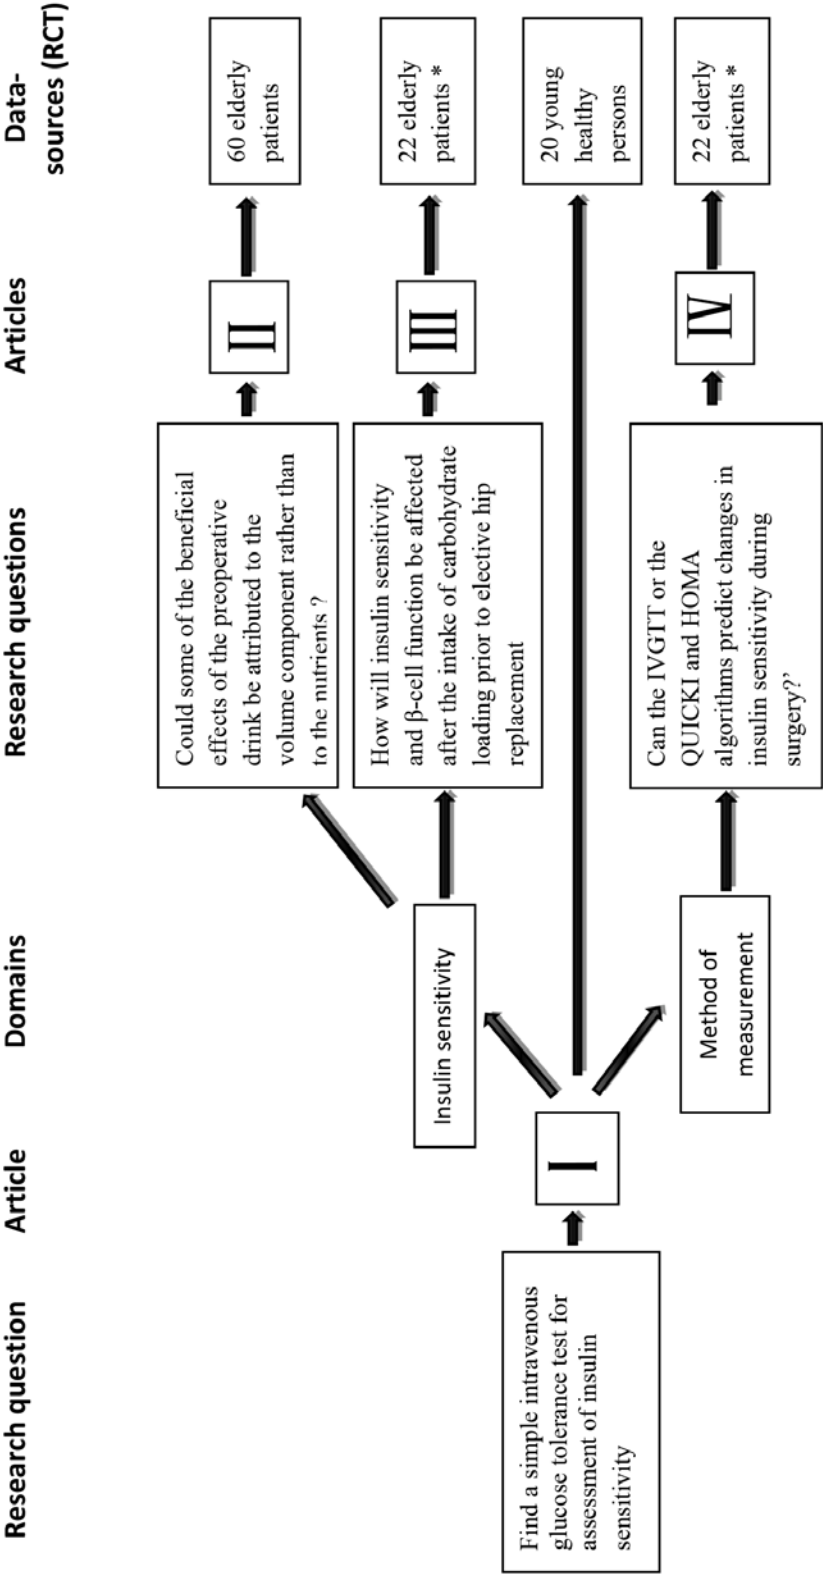 Research question
Article
Domains
Research questions
Articles
Data-
sources (RCT)
Find a simple intravenous
glucose tolerance test for
assessment of insulin
sensitivity
I
Insulin sensitivity
Method of
measurement
Could some of the beneficial
effects of the preoperative
drink be attributed to the
volume component rather than
to the nutrients ?
How will insulin sensitivity
and β-cell function be affected
after the intake of carbohydrate
loading prior to elective hip
replacement
Can the IVGTT or the
QUICKI and HOMA
algorithms predict changes in
insulin sensitivity during
surgery?’
II
III
IV
60 elderly
patients
22 elderly
patients *
20 young
healthy
persons
22 elderly
patients *